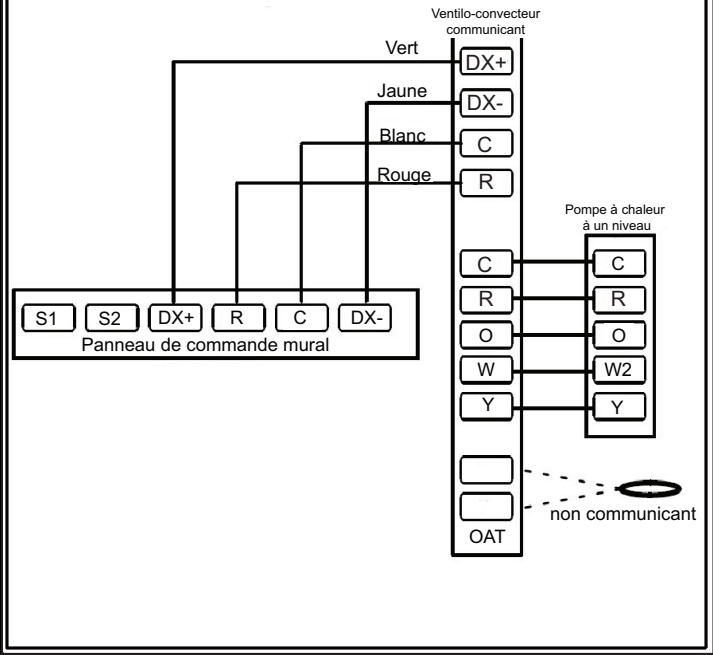 Ventilo-convecteur
communicant
Vert
DX+
Jaune
DX-
Blanc
C
Rouge
R
Pompe à chaleur
à un niveau
C
C
R
R
O
O
W
W2
Y
Y
S1
S2
DX+
R
C
DX-
Panneau de commande mural
non communicant
OAT